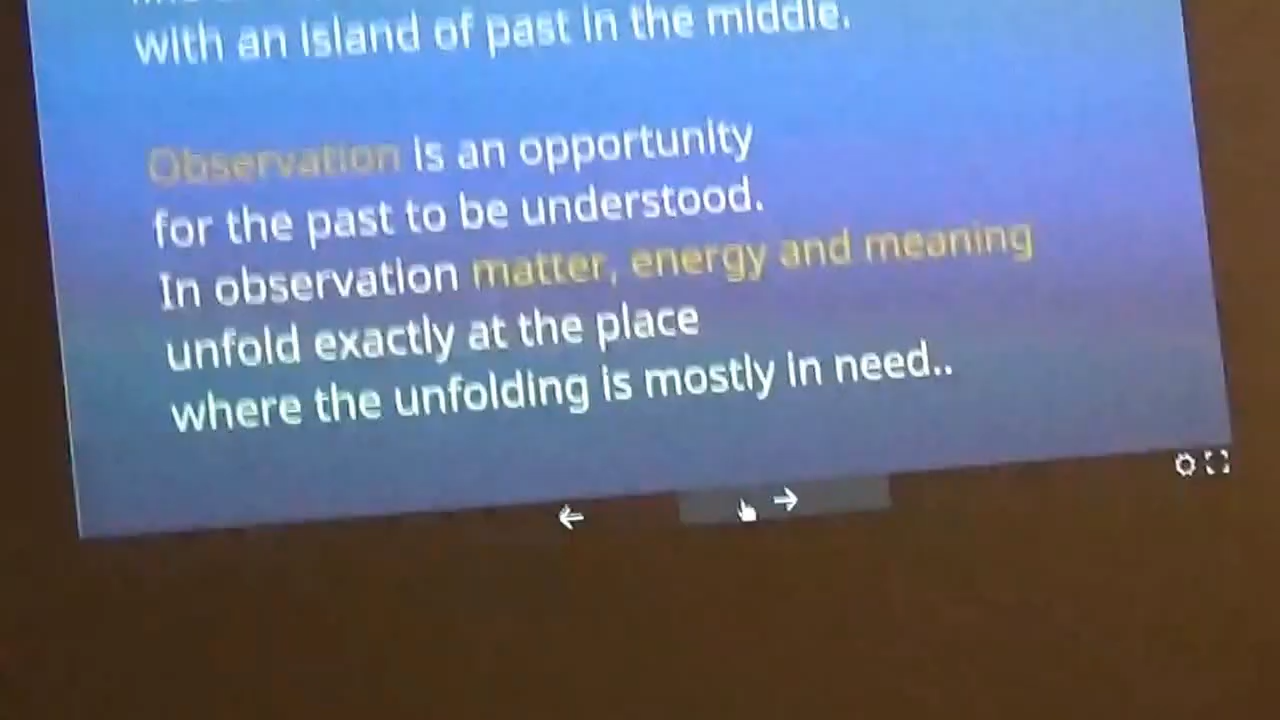 with an island of past in the middle.
Observation is an opportunity
for the past to be understood.
In observation matter, energy and meaning
unfold exactly at the place
where the unfolding is mostly in need..